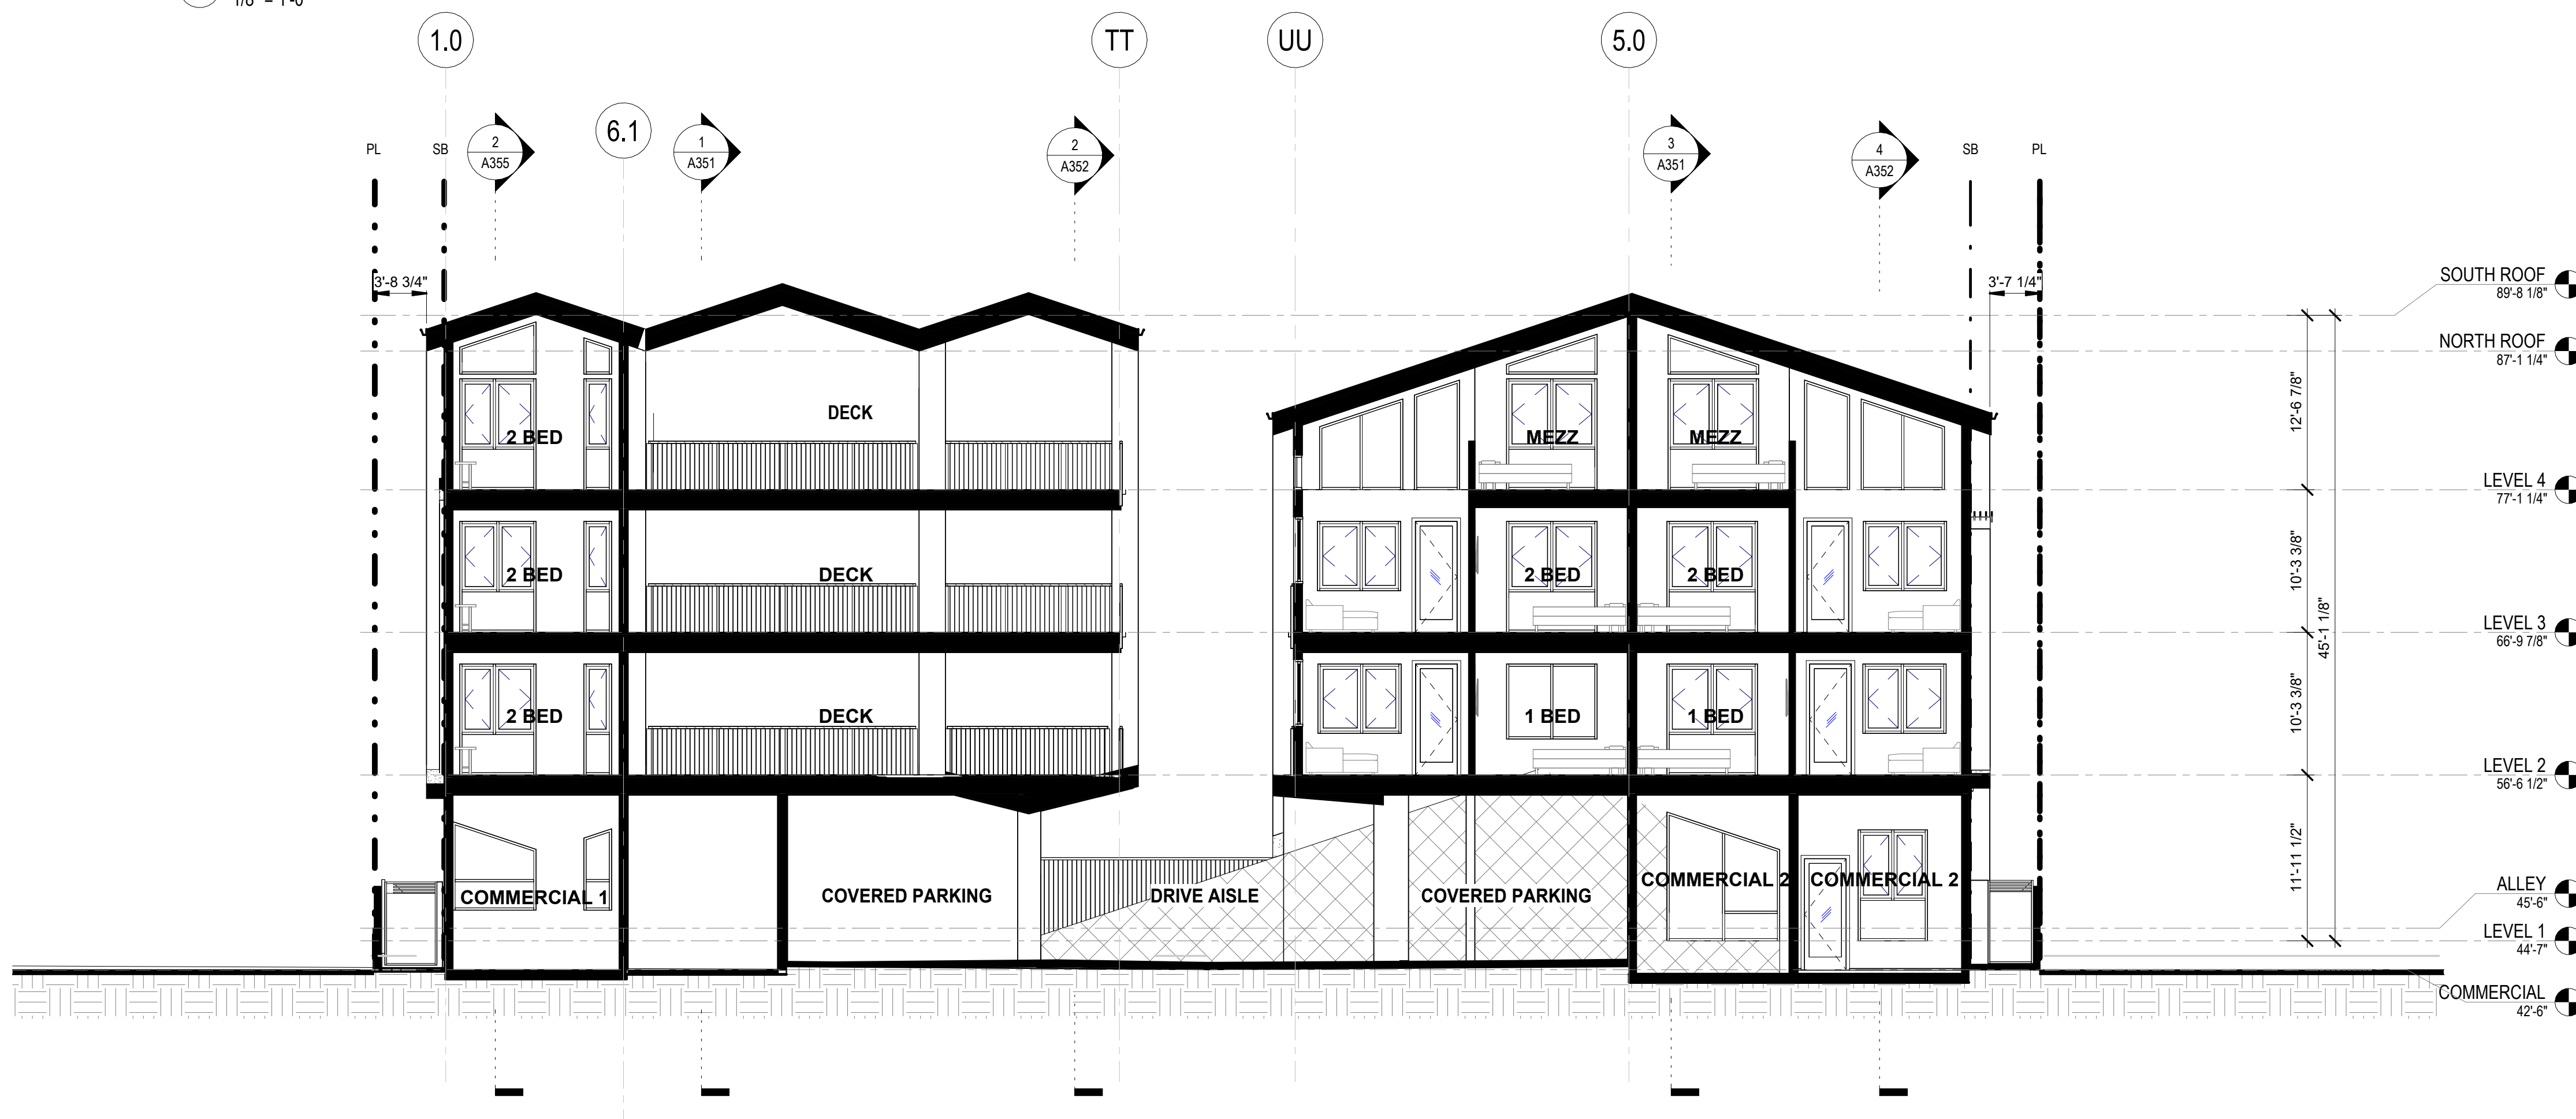 1/8" = 1'-0"
1.0
TT
UU
5.0
6.1
PL
SB
2
A355
1
A351
2
A352
3
A351
4
A352
SB
PL
3'-8 3/4"
3'-7 1/4"
SOUTH ROOF
89'-8 1/8"
NORTH ROOF
87'-1 1/4"
12'-6 7/8"
DECK
2 BED
MEZZ
MEZZ
LEVEL 4
77'-1 1/4"
10'-3 3/8"
2 BED
DECK
2 BED
2 BED
45'-1 1/8"
LEVEL 3
66'-9 7/8"
10'-3 3/8"
2 BED
DECK
1 BED
1 BED
LEVEL 2
56'-6 1/2"
11'-11 1/2"
COMMERCIAL 1
COVERED PARKING
DRIVE AISLE
COVERED PARKING
COMMERCIAL 2
COMMERCIAL 2
ALLEY
45'-6"
LEVEL 1
44'-7"
COMMERCIAL
42'-6"